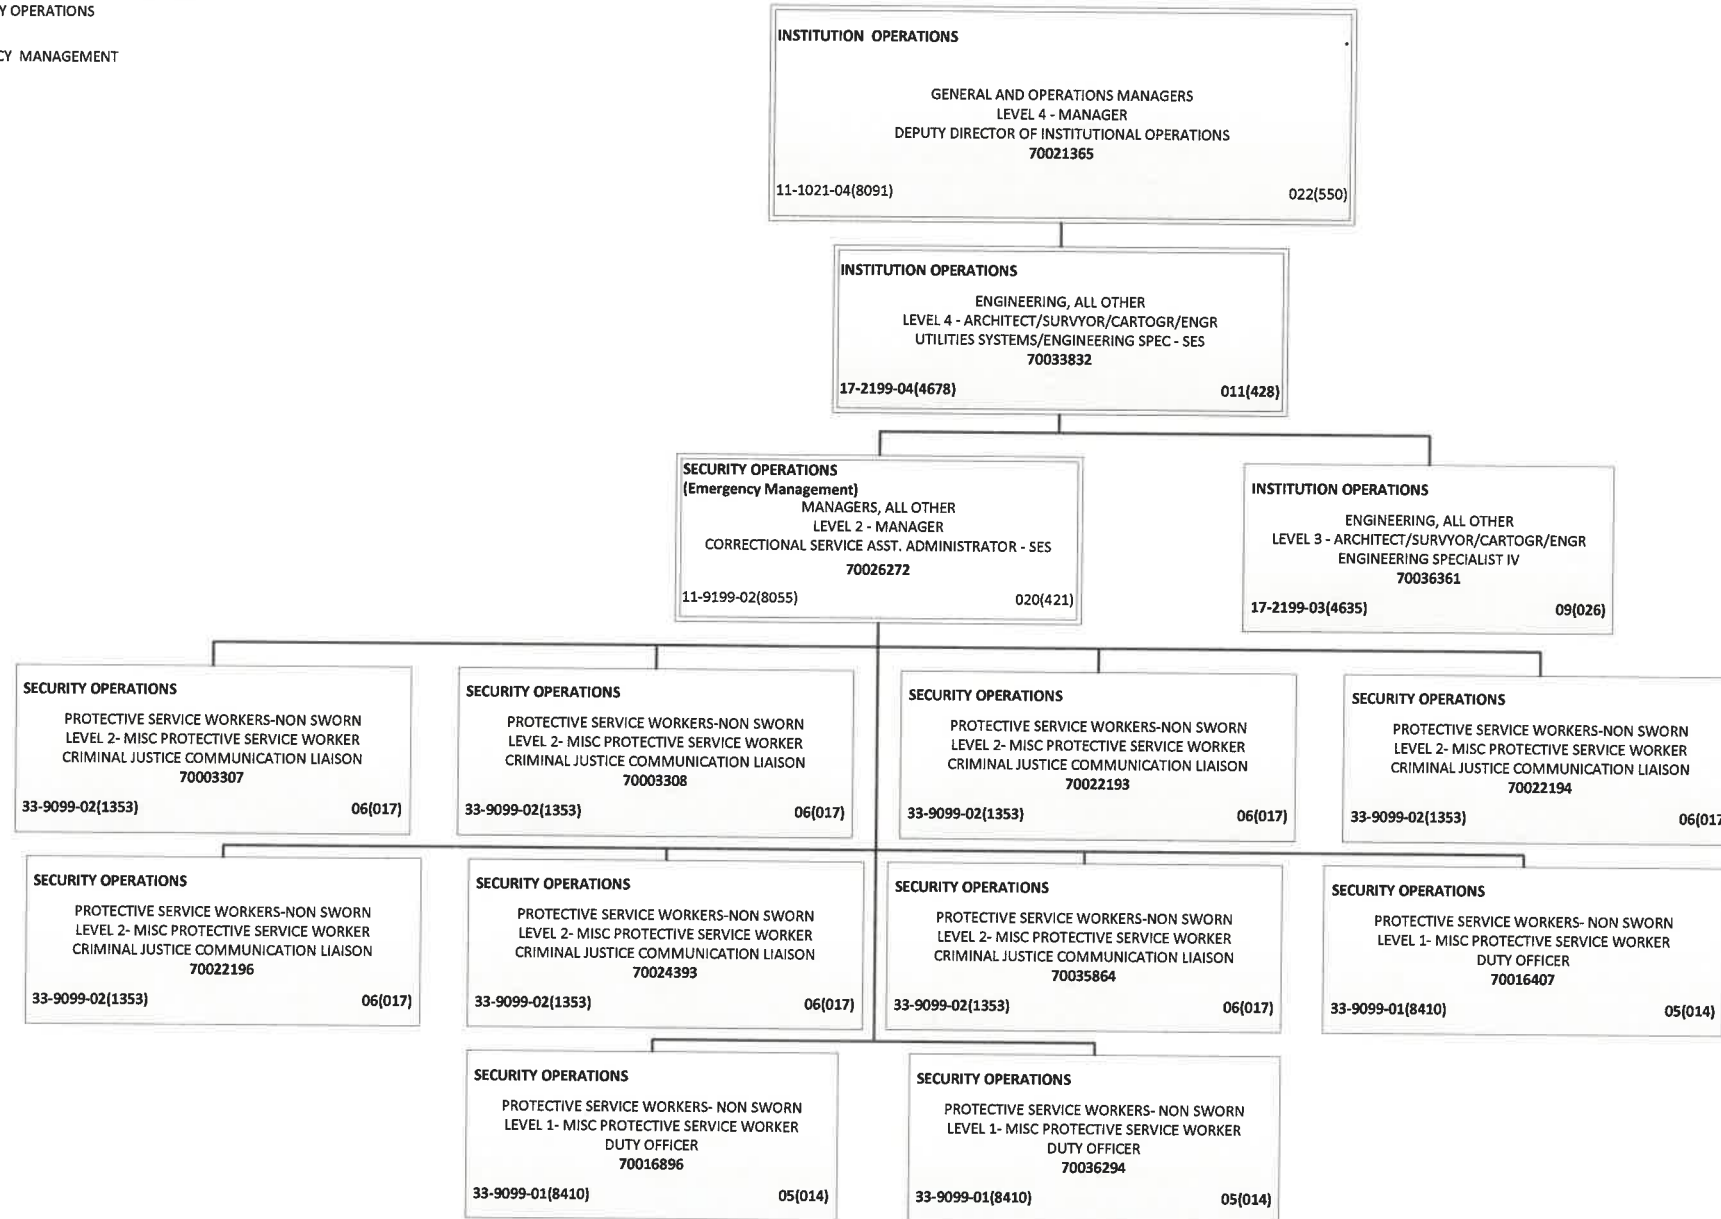 Y OPERATIONS
CY MANAGEMENT
INSTITUTION OPERATIONS
GENERAL AND OPERATIONS MANAGERS
LEVEL 4 - MANAGER
DEPUTY DIRECTOR OF INSTITUTIONAL OPERATIONS
70021365
11-1021-04(8091) 022(550)
INSTITUTION OPERATIONS
ENGINEERING, ALL OTHER
LEVEL 4 - ARCHITECT/SURVYOR/CARTOGR/ENGR
UTILITIES SYSTEMS/ENGINEERING SPEC - SES
70033832
17-2199-04(4678) 011(428)
SECURITY OPERATIONS
(Emergency Management)
MANAGERS, ALL OTHER
LEVEL 2 - MANAGER
CORRECTIONAL SERVICE ASST. ADMINISTRATOR - SES
70026272
11-9199-02(8055) 020(421)
INSTITUTION OPERATIONS
ENGINEERING, ALL OTHER
LEVEL 3 - ARCHITECT/SURVYOR/CARTOGR/ENGR
ENGINEERING SPECIALIST IV
70036361
17-2199-03(4635) 09(026)
SECURITY OPERATIONS
PROTECTIVE SERVICE WORKERS-NON SWORN
LEVEL 2- MISC PROTECTIVE SERVICE WORKER
CRIMINAL JUSTICE COMMUNICATION LIAISON
70003307
33-9099-02(1353) 06(017)
SECURITY OPERATIONS
PROTECTIVE SERVICE WORKERS-NON SWORN
LEVEL 2- MISC PROTECTIVE SERVICE WORKER
CRIMINAL JUSTICE COMMUNICATION LIAISON
70003308
33-9099-02(1353) 06(017)
SECURITY OPERATIONS
PROTECTIVE SERVICE WORKERS-NON SWORN
LEVEL 2- MISC PROTECTIVE SERVICE WORKER
CRIMINAL JUSTICE COMMUNICATION LIAISON
70022193
33-9099-02(1353) 06(017)
SECURITY OPERATIONS
PROTECTIVE SERVICE WORKERS-NON SWORN
LEVEL 2- MISC PROTECTIVE SERVICE WORKER
CRIMINAL JUSTICE COMMUNICATION LIAISON
70022194
33-9099-02(1353) 06(017
SECURITY OPERATIONS
PROTECTIVE SERVICE WORKERS-NON SWORN
LEVEL 2- MISC PROTECTIVE SERVICE WORKER
CRIMINAL JUSTICE COMMUNICATION LIAISON
70022196
33-9099-02(1353) 06(017)
SECURITY OPERATIONS
PROTECTIVE SERVICE WORKERS-NON SWORN
LEVEL 2- MISC PROTECTIVE SERVICE WORKER
CRIMINAL JUSTICE COMMUNICATION LIAISON
70024393
33-9099-02(1353) 06(017)
SECURITY OPERATIONS
PROTECTIVE SERVICE WORKERS-NON SWORN
LEVEL 2- MISC PROTECTIVE SERVICE WORKER
CRIMINAL JUSTICE COMMUNICATION LIAISON
70035864
33-9099-02(1353) 06(017)
SECURITY OPERATIONS
PROTECTIVE SERVICE WORKERS- NON SWORN
LEVEL 1- MISC PROTECTIVE SERVICE WORKER
DUTY OFFICER
70016407
33-9099-01(8410) 05(014)
SECURITY OPERATIONS
PROTECTIVE SERVICE WORKERS- NON SWORN
LEVEL 1- MISC PROTECTIVE SERVICE WORKER
DUTY OFFICER
70016896
33-9099-01(8410) 05(014)
SECURITY OPERATIONS
PROTECTIVE SERVICE WORKERS- NON SWORN
LEVEL 1- MISC PROTECTIVE SERVICE WORKER
DUTY OFFICER
70036294
33-9099-01(8410) 05(014)